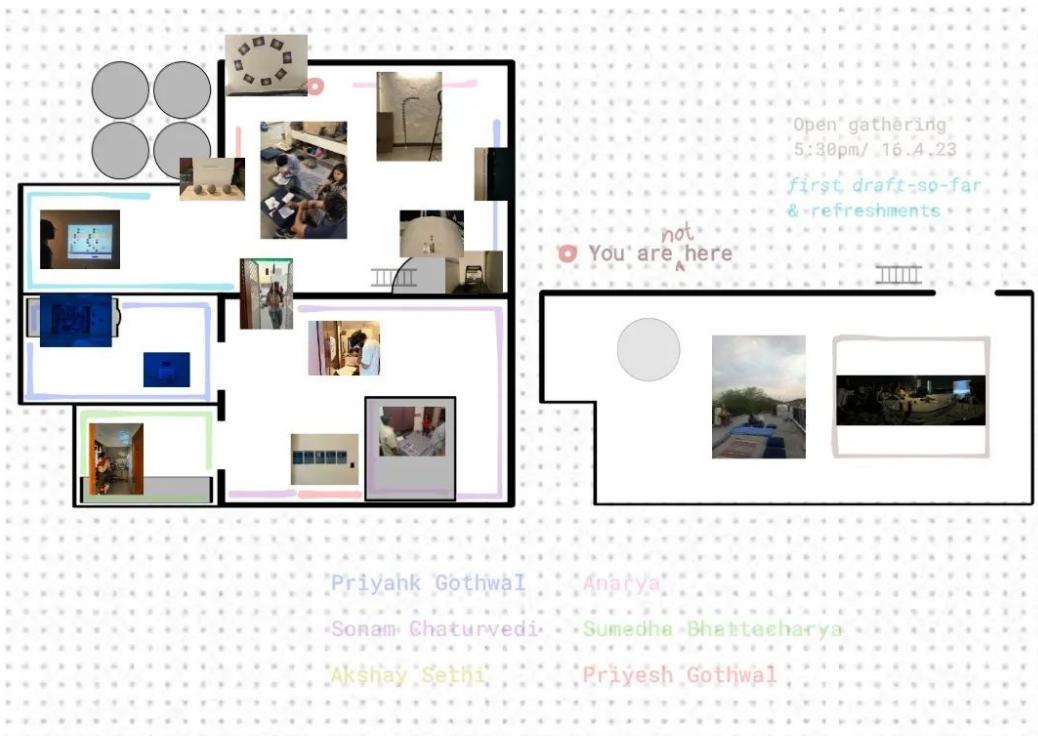 Open gathering
5:30pm/ 16.4.23
first draft-so-far
& refreshments
not
You are ^ here
Priyank Gothwal
Anarya
Sonam Chaturvedi
Sumedha Bhattacharya
Akshay Sethi
Priyesh Gothwal